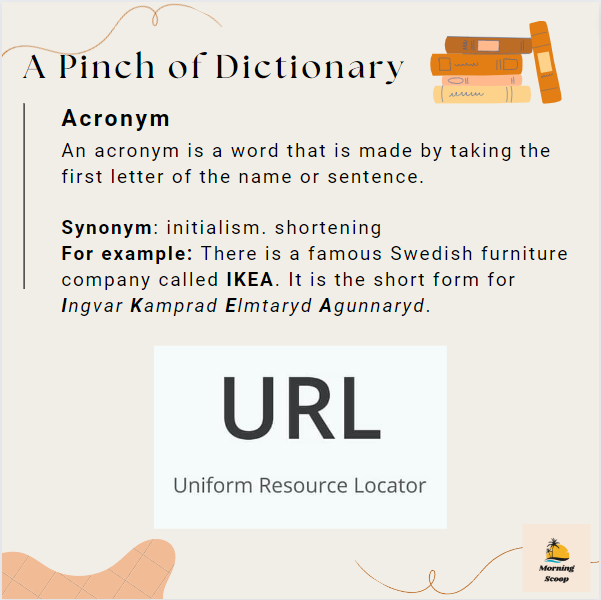 A Pinch of Dictionary
Acronym
An acronym is a word that is made by taking the
first letter of the name or sentence.
Synonym: initialism. shortening
For example: There is a famous Swedish furniture
company called IKEA. It is the short form for
Ingvar Kamprad Elmtaryd Agunnaryd.
URL
Uniform Resource Locator
Morning
Scoop